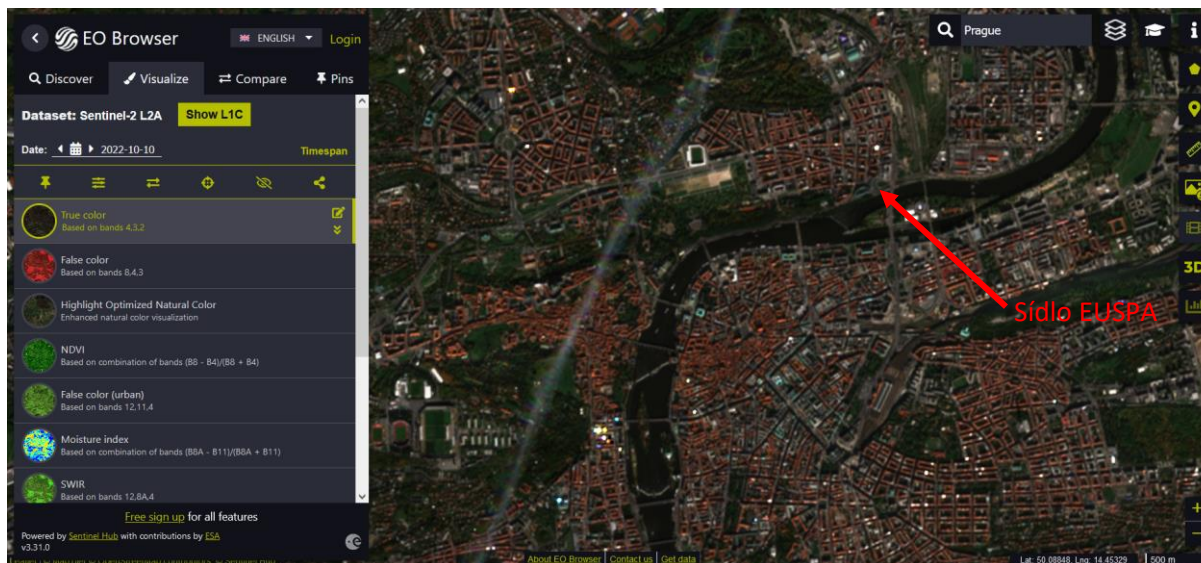 EO Browser
ENGLISH
Login
Discover
Visualize
Compare
Pins
Dataset: Sentinel-2 L2A
Show L1C
Date:
2022-10-10
Timespan
True color
Based on bands 4,3,2
False color
Based on bands 8,4,3
Highlight Optimized Natural Color
Enhanced natural color visualization
NDVI
Based on combination of bands (B8 - B4)/(B8 + B4)
False color (urban)
Based on bands 12,11,4
Moisture index
Based on combination of bands (B8A - B11)/(B8A + B11)
SWIR
Based on bands 12,8A,4
Free sign up for all features
Powered by Sentinel Hub with contributions by ESA
v3.31.0
Prague
3D
Sídlo EUSPA
About EO Browser | Contact us | Get data
Lat: 50.08848, Lng: 14.45329
500 m